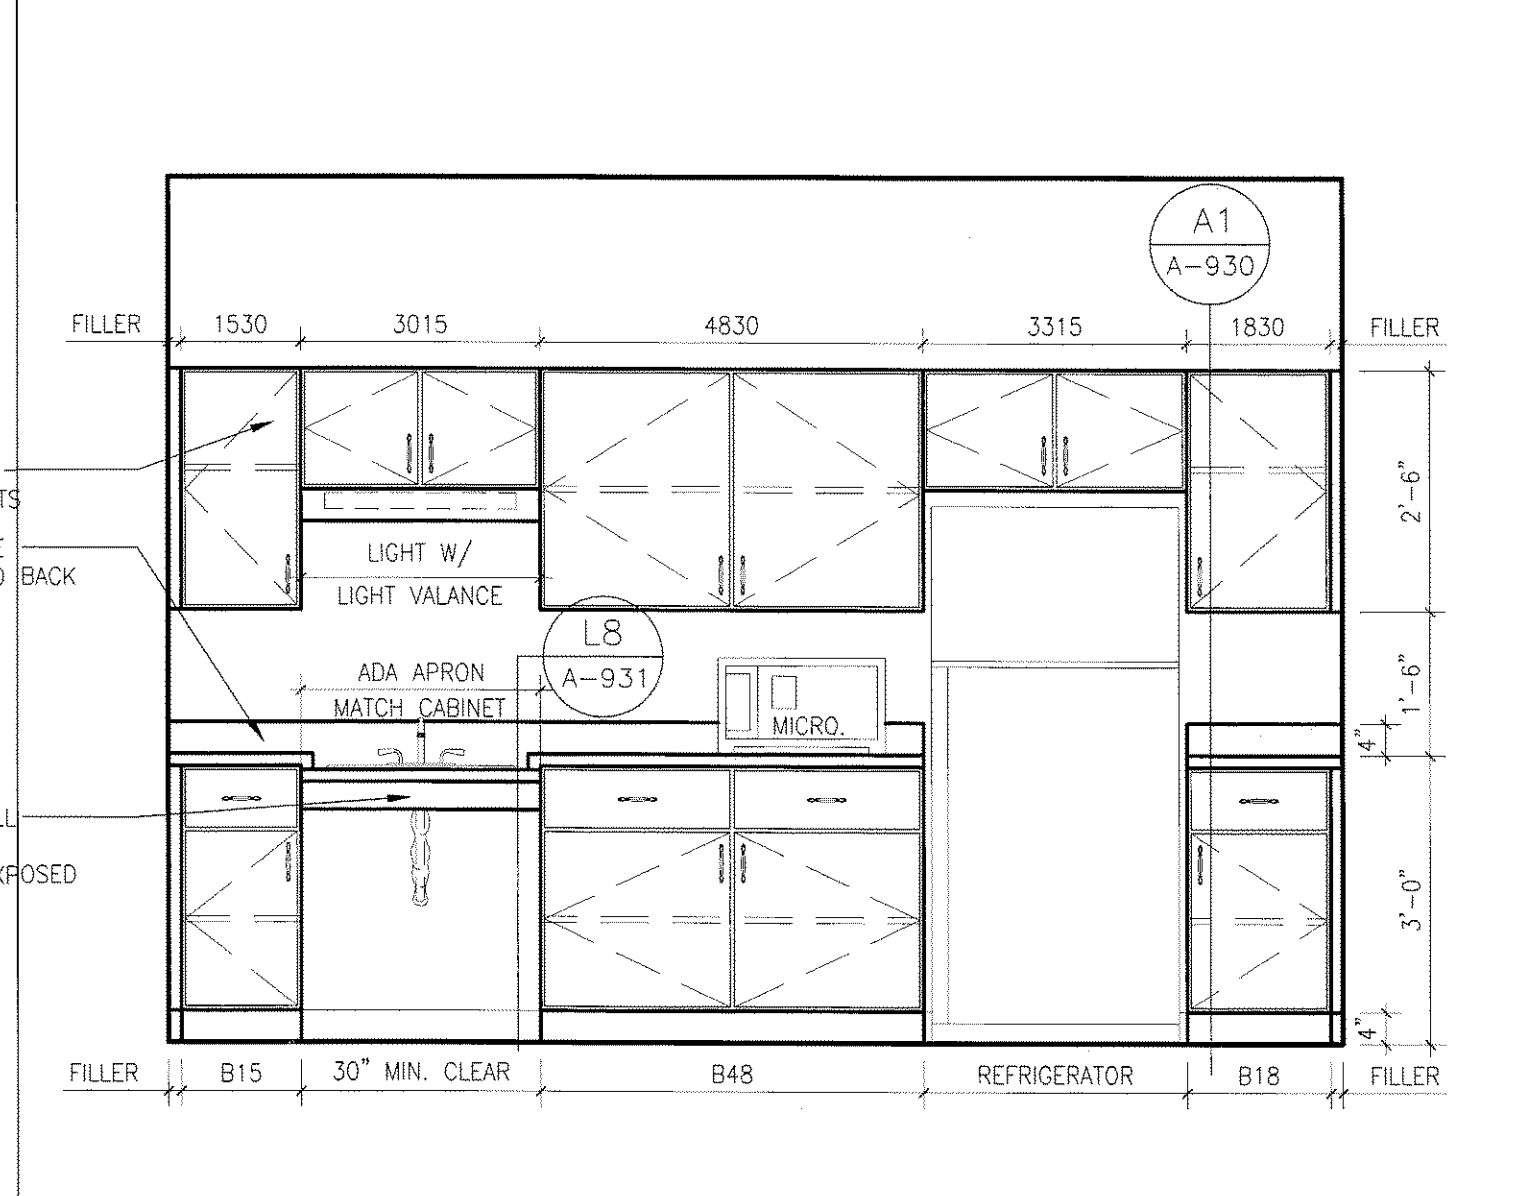 A1
A-930
FILLER 1530 3015 4830 3315 1830 FILLER
TS
LIGHT W/
BACK
LIGHT VALANCE
2'-6"
L8
A-931
ADA APRON
MATCH CABINET
MICRO.
1'-6"
4"
LL
XPOSED
3'-0"
4"
FILLER B15 30" MIN. CLEAR B48 REFRIGERATOR B18 FILLER